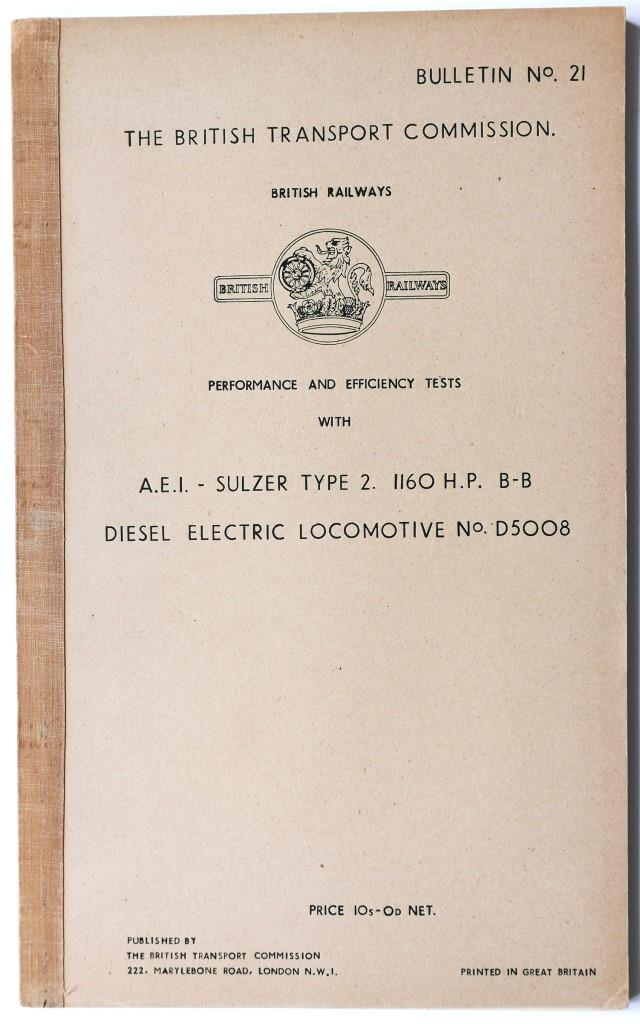 BULLETIN No. 21
THE BRITISH TRANSPORT COMMISSION.
BRITISH RAILWAYS
BRITISH RAILWAYS
PERFORMANCE AND EFFICIENCY TESTS
WITH
A.E.I. - SULZER TYPE 2. 1160 H.P. B-B
DIESEL ELECTRIC LOCOMOTIVE No. D5008
PRICE 10s-0D NET.
PUBLISHED BY
THE BRITISH TRANSPORT COMMISSION
222, MARYLEBONE ROAD, LONDON N.W.1.
PRINTED IN GREAT BRITAIN